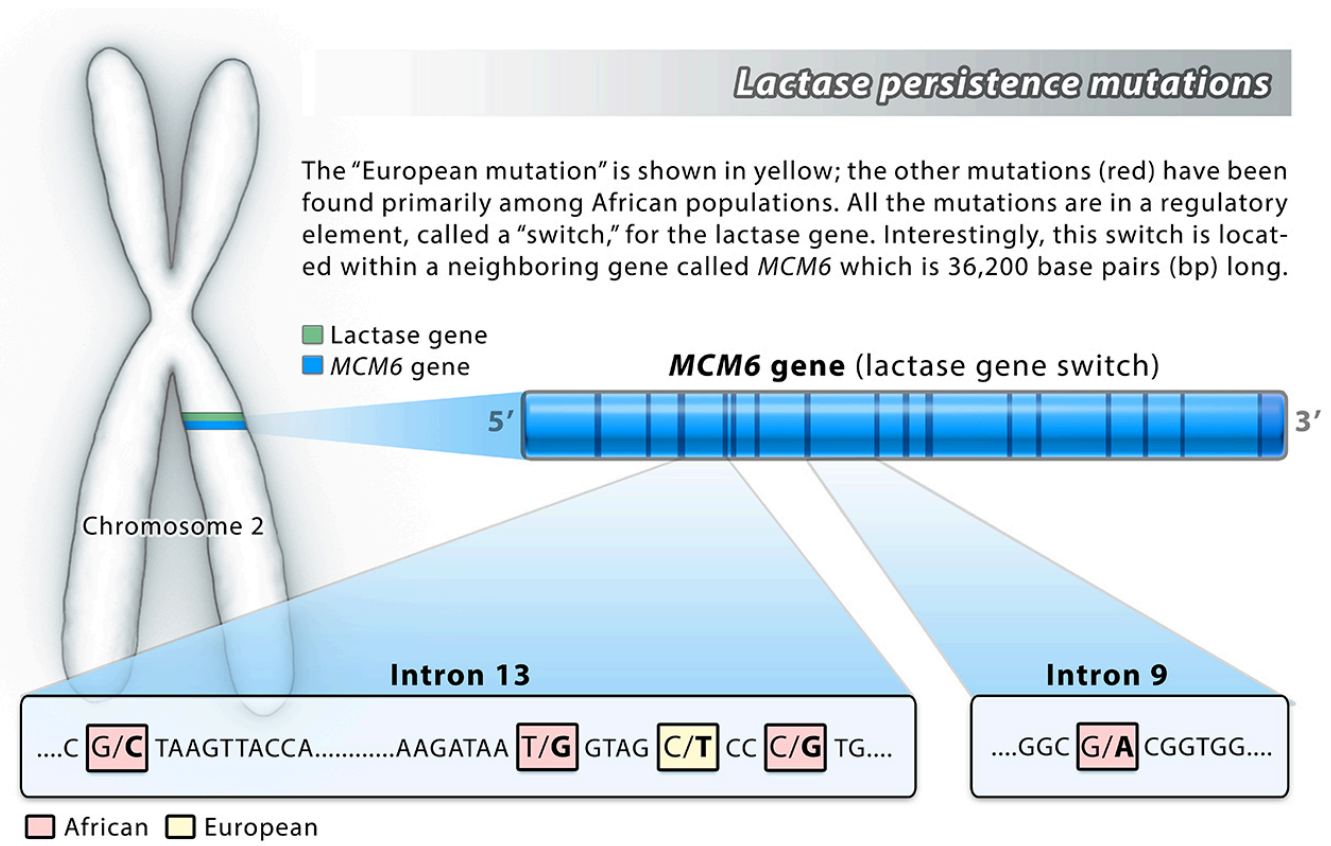 Lactase persistence mutations
The “European mutation” is shown in yellow; the other mutations (red) have been
found primarily among African populations. All the mutations are in a regulatory
element, called a “switch,” for the lactase gene. Interestingly, this switch is locat-
ed within a neighboring gene called MCM6 which is 36,200 base pairs (bp) long.
Lactase gene
MCM6 gene
MCM6 gene (lactase gene switch)
5′
3′
Chromosome 2
Intron 13
....C G/C TAAGTTACCA............AAGATAA T/G GTAG C/T CC C/G TG....
Intron 9
....GGC G/A CGGTGG....
African
European